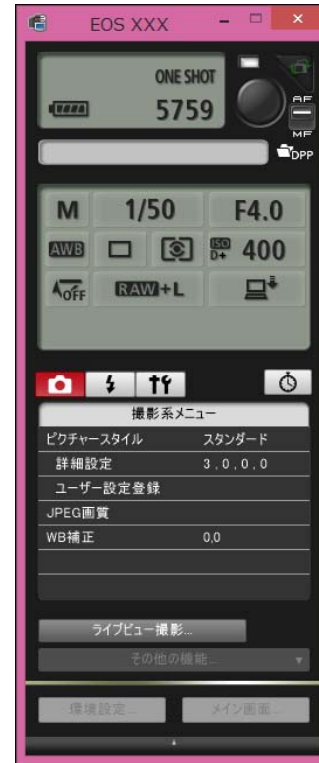 EOS XXX
ONE SHOT
5759
AF
MF
DPP
M 1/50 F4.0
AWB ISO D+ 400
OFF RAW+L
撮影系メニュー
ピクチャースタイル スタンダード
詳細設定 3,0,0,0
ユーザー設定登録
JPEG画質
WB補正 0,0
ライブビュー撮影...
その他の機能...
環境設定... メイン画面...